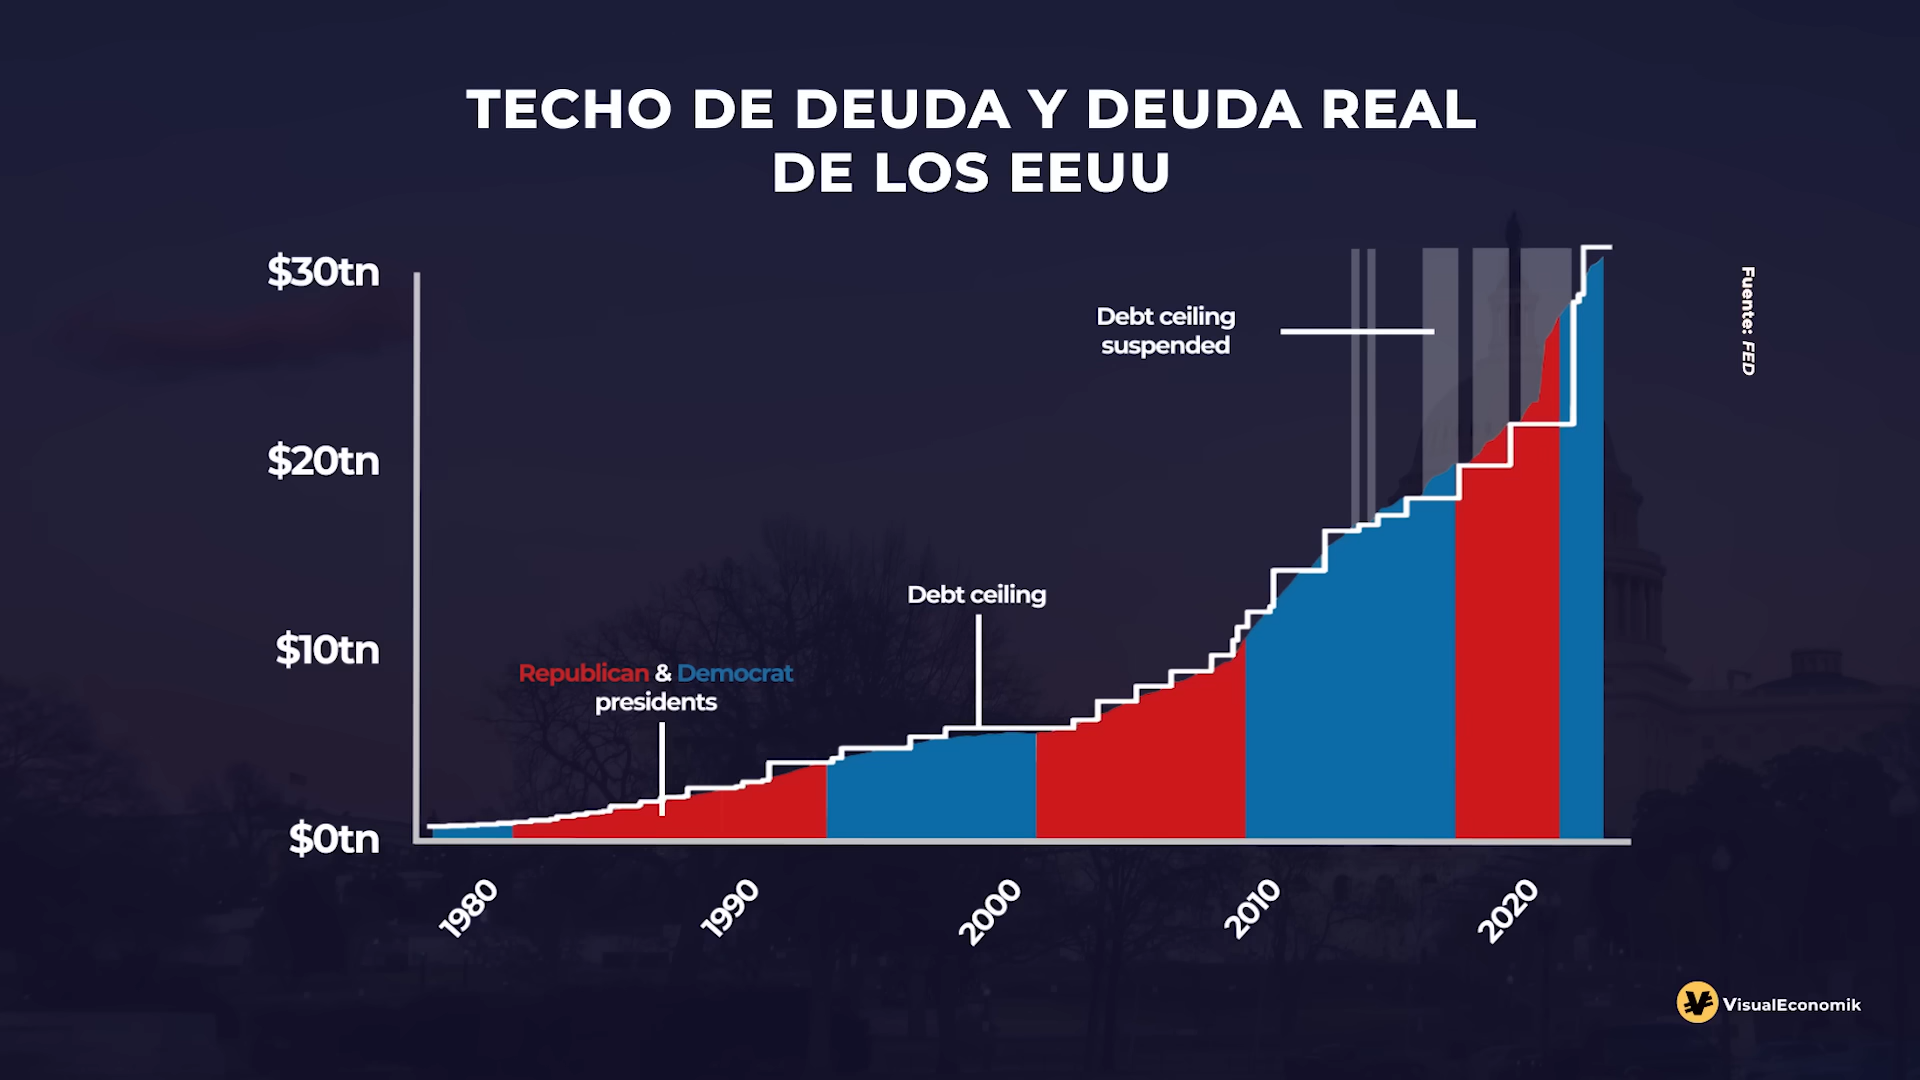 TECHO DE DEUDA Y DEUDA REAL
DE LOS EEUU
$30tn
$20tn
$10tn
$0tn
Debt ceiling
suspended
Fuente: FED
Debt ceiling
Republican & Democrat
presidents
1980
1990
2000
2010
2020
VisualEconomik